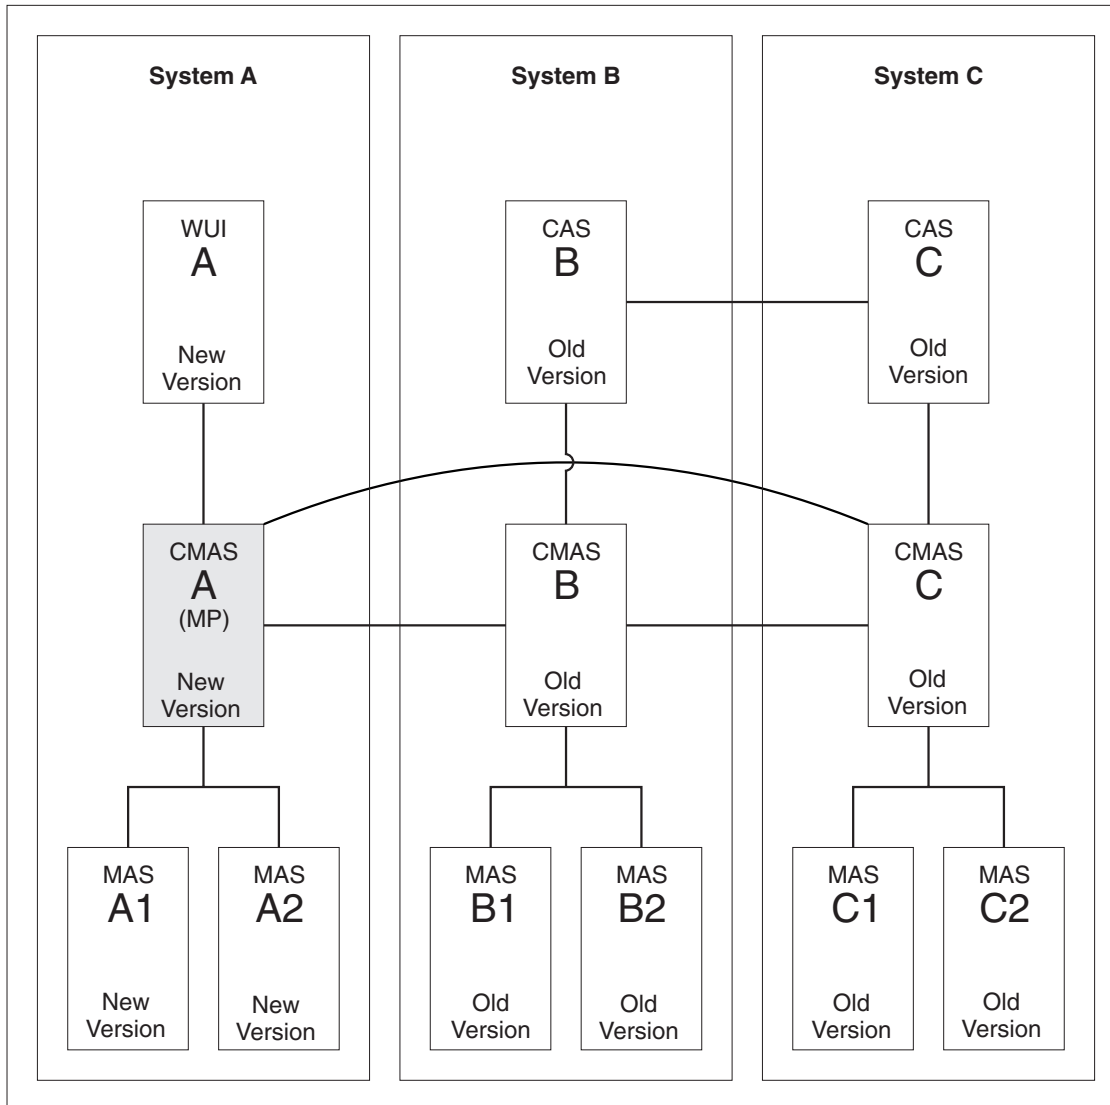 System A
System B
System C
WUI
A
New
Version
CAS
B
Old
Version
CAS
C
Old
Version
CMAS
A
(MP)
New
Version
CMAS
B
Old
Version
CMAS
C
Old
Version
MAS
A1
New
Version
MAS
A2
New
Version
MAS
B1
Old
Version
MAS
B2
Old
Version
MAS
C1
Old
Version
MAS
C2
Old
Version